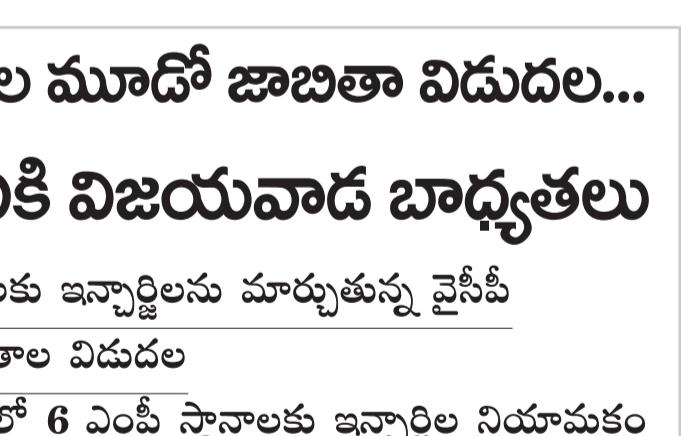 ల మూడో జాబితా విడుదల...
కి విజయవాడ బాధ్యతలు
కు ఇన్చార్జిలను మార్చుతున్న వైసీపీ
తాల విడుదల
లో 6 ఎంపీ స్థానాలకు ఇన్చార్జిల నియామకం